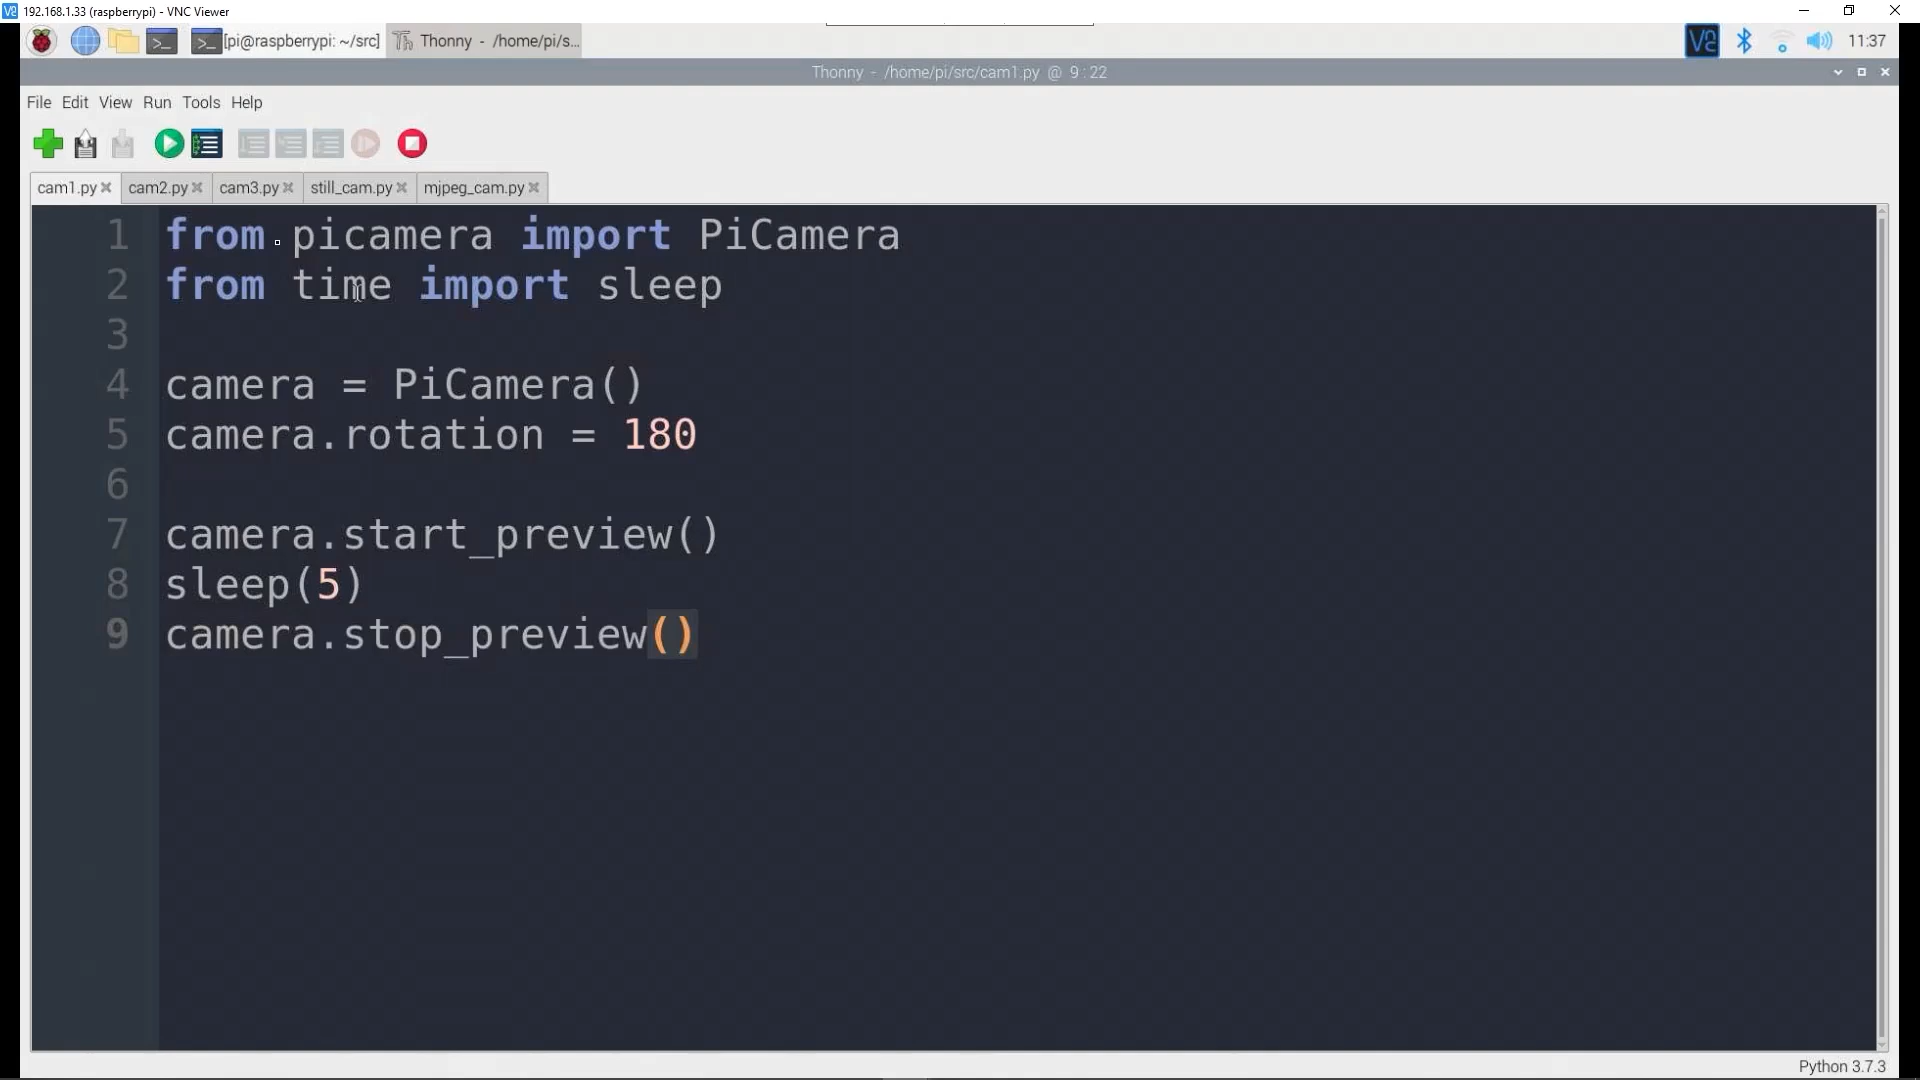 192.168.1.33 (raspberrypi) - VNC Viewer
[pi@raspberrypi: ~/src]
Thonny - /home/pi/s...
11:37
Thonny - /home/pi/src/cam1.py @ 9:22
File Edit View Run Tools Help
cam1.py cam2.py cam3.py still_cam.py mjpeg_cam.py
1 from picamera import PiCamera
2 from time import sleep
3
4 camera = PiCamera()
5 camera.rotation = 180
6
7 camera.start_preview()
8 sleep(5)
9 camera.stop_preview()
Python 3.7.3